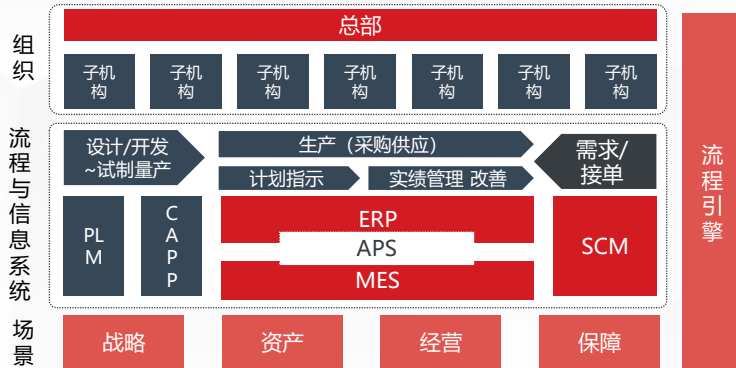 组织
总部
子机构
子机构
子机构
子机构
子机构
子机构
子机构
流程与信息系统
设计/开发
~试制量产
生产（采购供应）
计划指示
实绩管理 改善
需求/
接单
PLM
CAPP
ERP
APS
MES
SCM
场景
战略
资产
经营
保障
流程引擎